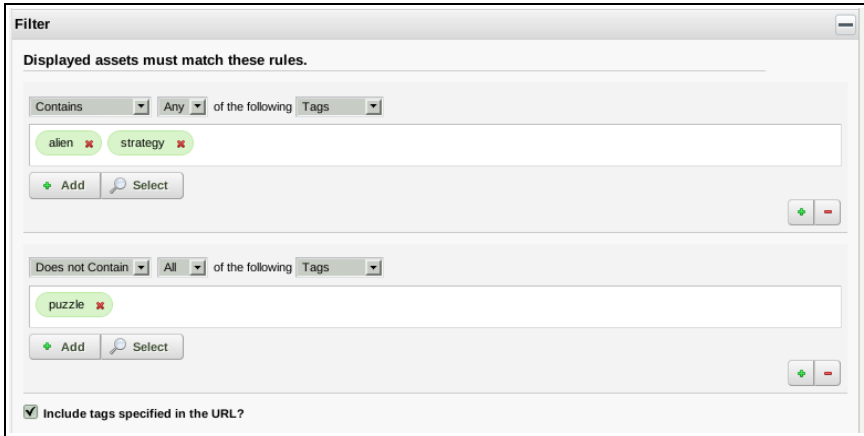 Filter
Displayed assets must match these rules.
Contains Any of the following Tags
alien strategy
Add Select
Does not Contain All of the following Tags
puzzle
Add Select
Include tags specified in the URL?